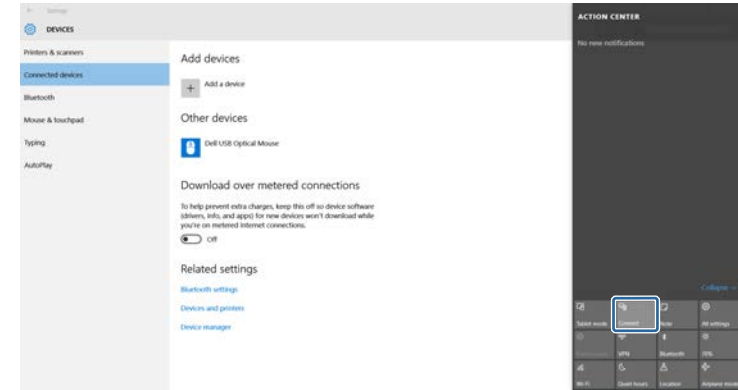 Settings
DEVICES
Printers & scanners
Connected devices
Bluetooth
Mouse & touchpad
Typing
AutoPlay
Add devices
Add a device
Other devices
Dell USB Optical Mouse
Download over metered connections
To help prevent extra charges, keep this off so device software
(drivers, info, and apps) for new devices won't download while
you're on metered Internet connections.
Off
Related settings
Bluetooth settings
Devices and printers
Device manager
ACTION CENTER
No new notifications
Collapse
Tablet mode
Connect
Note
All settings
VPN
Bluetooth
70%
Wi-Fi
Quiet hours
Location
Airplane mode